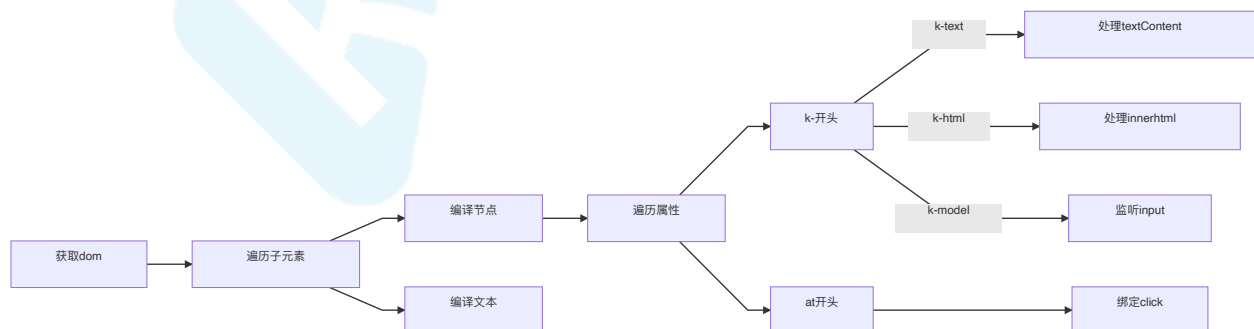 获取dom
遍历子元素
编译节点
编译文本
遍历属性
k-开头
at开头
k-text
k-html
k-model
处理textContent
处理innerhtml
监听input
绑定click